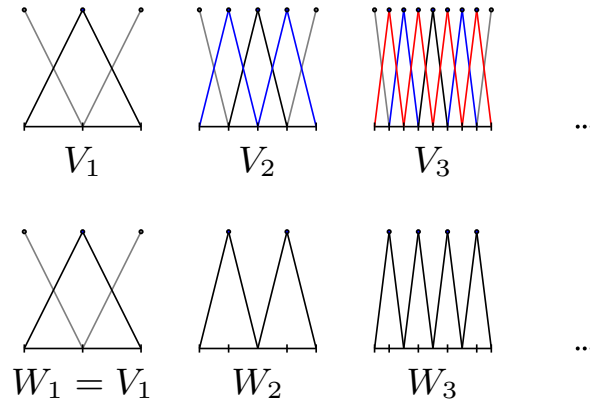 V₁ V₂ V₃ ...
W₁ = V₁ W₂ W₃ ...